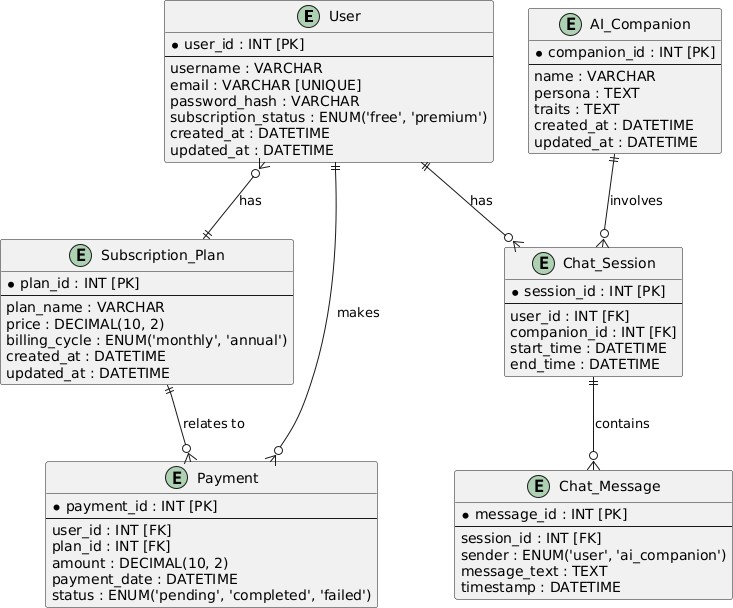 E User
* user_id : INT [PK]
username : VARCHAR
email : VARCHAR [UNIQUE]
password_hash : VARCHAR
subscription_status : ENUM('free', 'premium')
created_at : DATETIME
updated_at : DATETIME
E AI_Companion
* companion_id : INT [PK]
name : VARCHAR
persona : TEXT
traits : TEXT
created_at : DATETIME
updated_at : DATETIME
has
has
involves
E Subscription_Plan
* plan_id : INT [PK]
plan_name : VARCHAR
price : DECIMAL(10, 2)
billing_cycle : ENUM('monthly', 'annual')
created_at : DATETIME
updated_at : DATETIME
makes
E Chat_Session
* session_id : INT [PK]
user_id : INT [FK]
companion_id : INT [FK]
start_time : DATETIME
end_time : DATETIME
relates to
contains
E Payment
* payment_id : INT [PK]
user_id : INT [FK]
plan_id : INT [FK]
amount : DECIMAL(10, 2)
payment_date : DATETIME
status : ENUM('pending', 'completed', 'failed')
E Chat_Message
* message_id : INT [PK]
session_id : INT [FK]
sender : ENUM('user', 'ai_companion')
message_text : TEXT
timestamp : DATETIME